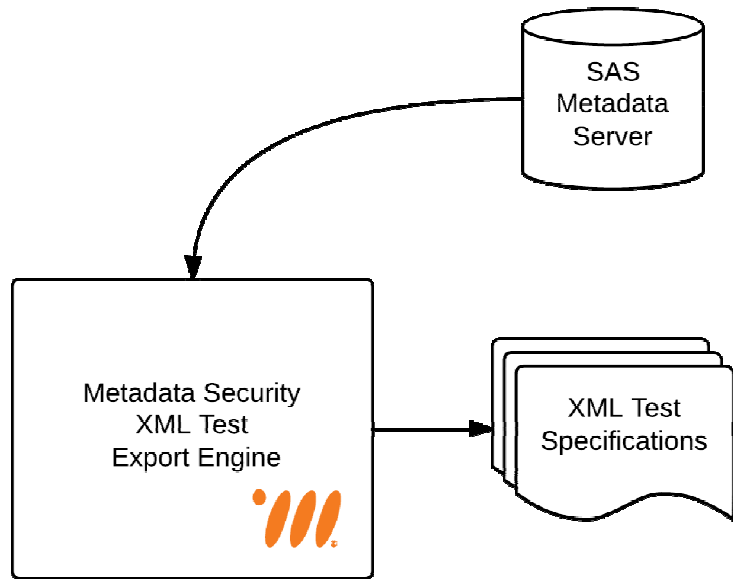 SAS
Metadata
Server
Metadata Security
XML Test
Export Engine
XML Test
Specifications